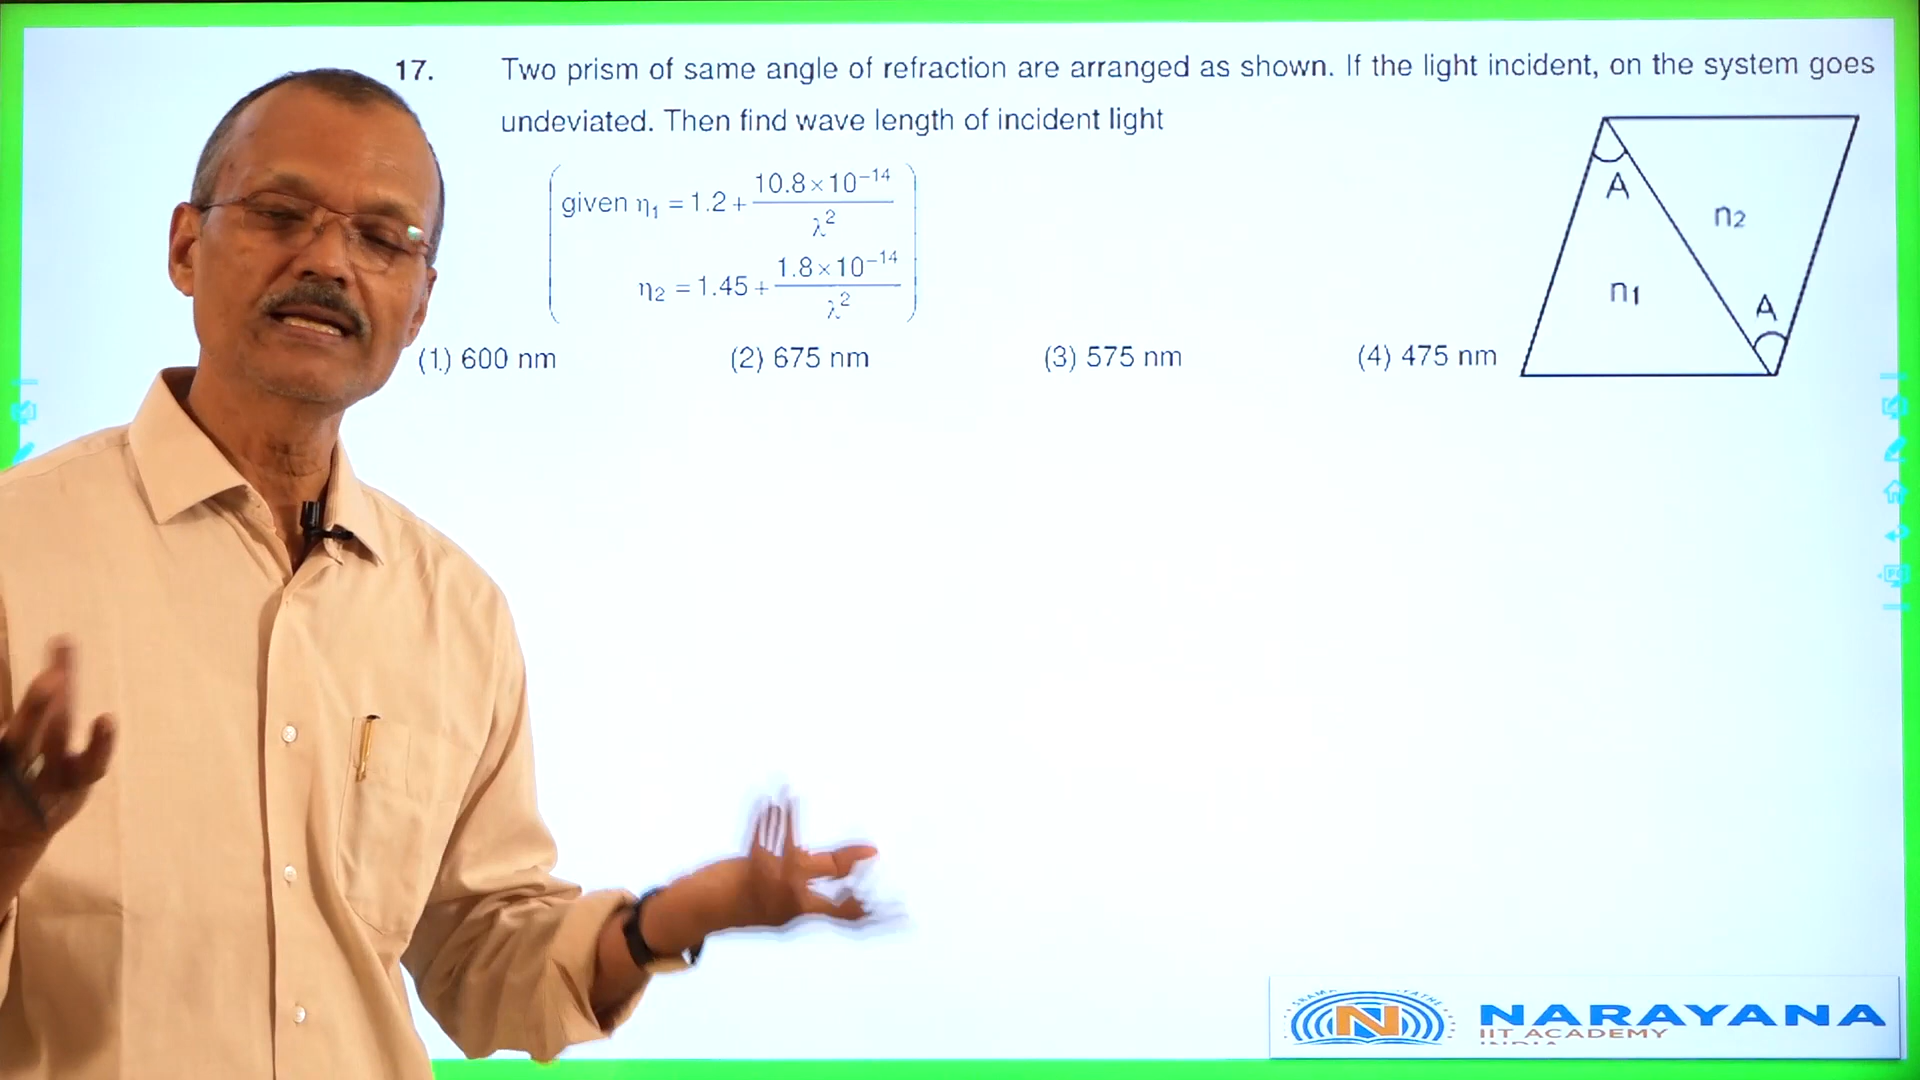 17. Two prism of same angle of refraction are arranged as shown. If the light incident, on the system goes
undeviated. Then find wave length of incident light
given η₁ = 1.2 + 10.8×10⁻¹⁴ / λ²
η₂ = 1.45 + 1.8×10⁻¹⁴ / λ²
(1) 600 nm (2) 675 nm (3) 575 nm (4) 475 nm
A
n2
n1
A
N
NARAYANA
IIT ACADEMY
INDIA